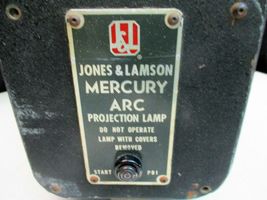 J&L
JONES & LAMSON
MERCURY
ARC
PROJECTION LAMP
DO NOT OPERATE
LAMP WITH COVERS
REMOVED
START